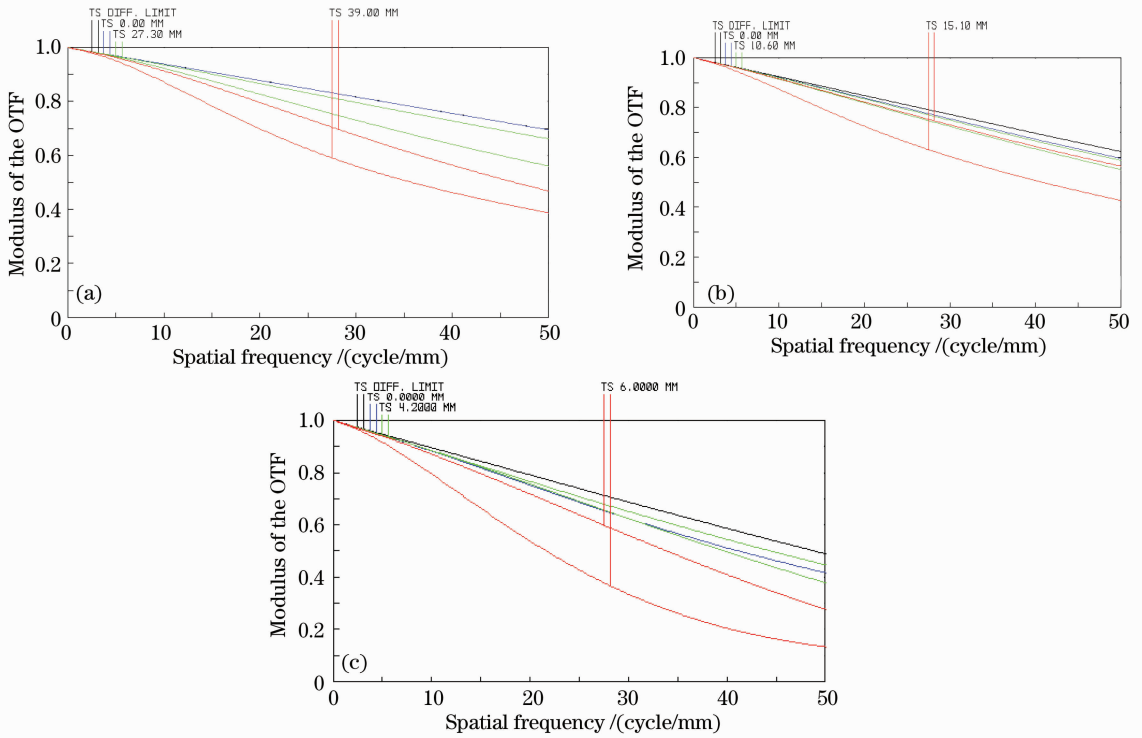 TS DIFF. LIMIT
TS 0.00 MM
TS 27.30 MM
TS 39.00 MM
1.0
0.8
0.6
0.4
0.2
0
Modulus of the OTF
(a)
0 10 20 30 40 50
Spatial frequency /(cycle/mm)
TS DIFF. LIMIT
TS 0.00 MM
TS 10.60 MM
TS 15.10 MM
1.0
0.8
0.6
0.4
0.2
0
Modulus of the OTF
(b)
0 10 20 30 40 50
Spatial frequency /(cycle/mm)
TS DIFF. LIMIT
TS 0.0000 MM
TS 4.2000 MM
TS 6.0000 MM
1.0
0.8
0.6
0.4
0.2
0
Modulus of the OTF
(c)
0 10 20 30 40 50
Spatial frequency /(cycle/mm)